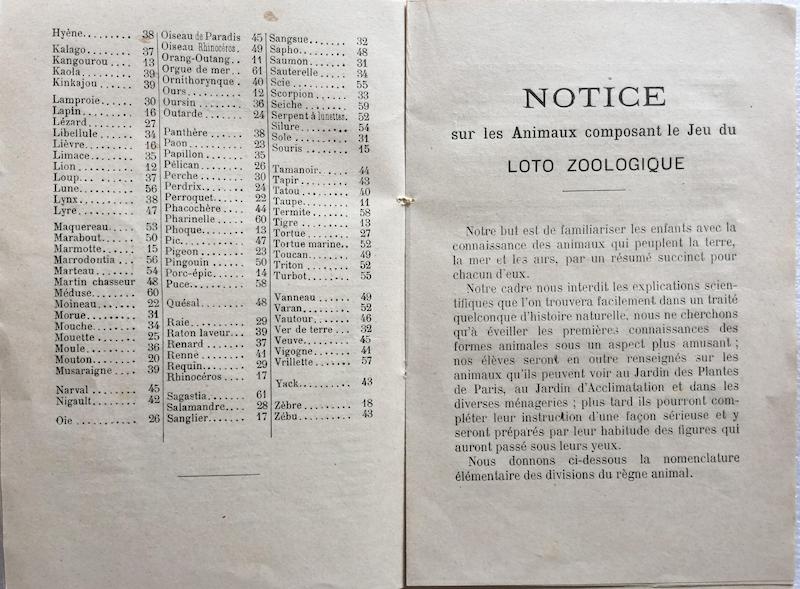 Hyène......... 38
Kalago......... 37
Kangourou .... 13
Kaola.......... 39
Kinkajou ...... 39
Lamproie....... 30
Lapin.......... 16
Lézard......... 27
Libellule ...... 34
Lièvre......... 16
Limace ........ 35
Lion ........... 12
Loup........... 37
Lune........... 56
Lynx........... 38
Lyre........... 47
Maquereau..... 53
Marabout...... 50
Marmotte...... 15
Marrodontia ... 56
Marteau ....... 54
Martin chasseur 48
Méduse........ 60
Moineau....... 22
Morue......... 31
Mouche........ 34
Mouette ....... 25
Moule ......... 36
Mouton........ 20
Musaraigne .... 39
Narval ......... 45
Nigault........ 42
Oie ............ 26
Oiseau de Paradis 45
Oiseau Rhinocéros. 49
Orang-Outang.. 11
Orgue de mer.. 61
Ornithorynque . 40
Ours........... 12
Oursin ......... 36
Outarde ....... 24
Panthère ...... 38
Paon........... 23
Papillon....... 35
Pélican ........ 26
Perche ........ 30
Perdrix........ 24
Perroquet..... 22
Phacochère .... 44
Pharinelle .... 60
Phoque........ 13
Pic............ 47
Pigeon ........ 23
Pingouin ...... 50
Porc-épic...... 14
Puce........... 58
Quésal ........ 48
Raie........... 29
Raton laveur... 39
Renard ........ 37
Renne ......... 41
Requin........ 29
Rhinocéros.... 17
Sagastia....... 61
Salamandre.... 28
Sanglier....... 17
Sangsue....... 32
Sapho......... 48
Saumon....... 31
Sauterelle ..... 34
Scie........... 55
Scorpion ...... 33
Seiche......... 59
Serpent à lunettes. 52
Silure......... 54
Sole .......... 31
Souris ........ 15
Tamanoir...... 44
Tapir.......... 43
Tatou ......... 40
Taupe......... 11
Termite ....... 58
Tigre ......... 13
Tortue ........ 27
Tortue marine.. 52
Toucan........ 49
Triton ........ 52
Turbot........ 55
Vanneau ...... 49
Varan......... 52
Vautour....... 46
Ver de terre ... 32
Veuve......... 45
Vigogne....... 41
Vrillette....... 57
Yack.......... 43
Zèbre......... 18
Zébu.......... 43
NOTICE
sur les Animaux composant le Jeu du
LOTO ZOOLOGIQUE
Notre but est de familiariser les enfants avec la
connaissance des animaux qui peuplent la terre,
la mer et les airs, par un résumé succinct pour
chacun d'eux.
Notre cadre nous interdit les explications scien-
tifiques que l'on trouvera facilement dans un traité
quelconque d'histoire naturelle, nous ne cherchons
qu'à éveiller les premières connaissances des
formes animales sous un aspect plus amusant ;
nos élèves seront en outre renseignés sur les
animaux qu'ils peuvent voir au Jardin des Plantes
de Paris, au Jardin d'Acclimatation et dans les
diverses ménageries ; plus tard ils pourront com-
pléter leur instruction d'une façon sérieuse et y
seront préparés par leur habitude des figures qui
auront passé sous leurs yeux.
Nous donnons ci-dessous la nomenclature
élémentaire des divisions du règne animal.